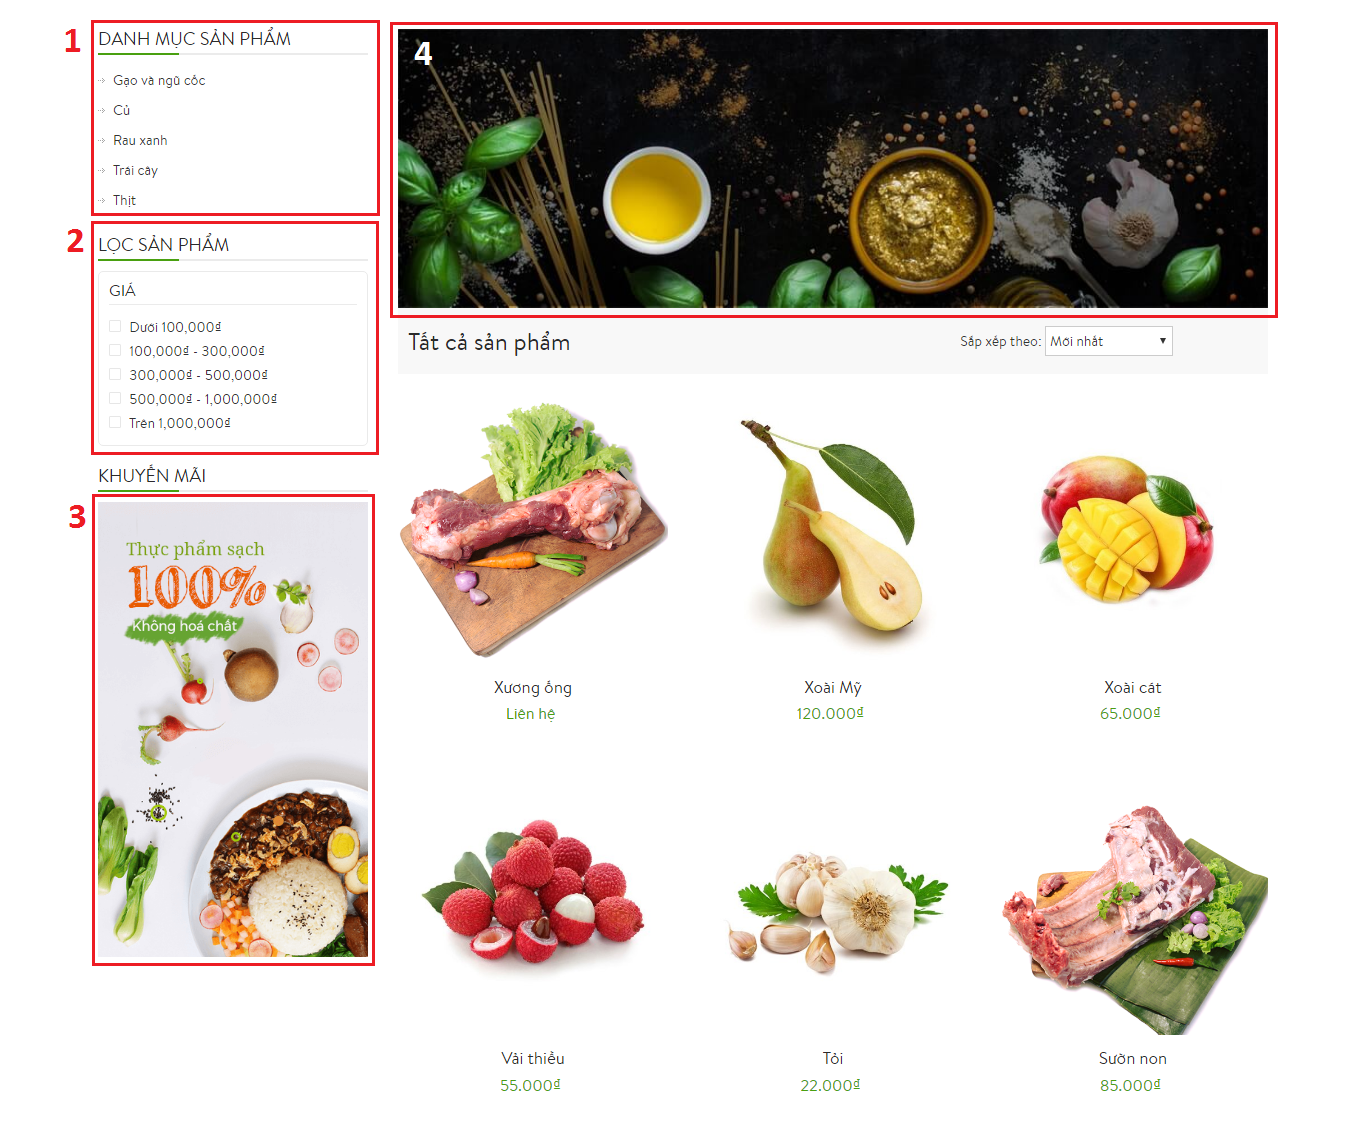 1
DANH MỤC SẢN PHẨM
Gạo và ngũ cốc
Củ
Rau xanh
Trái cây
Thịt
2
LỌC SẢN PHẨM
GIÁ
Dưới 100,000₫
100,000₫ - 300,000₫
300,000₫ - 500,000₫
500,000₫ - 1,000,000₫
Trên 1,000,000₫
KHUYẾN MÃI
3
Thực phẩm sạch
100%
Không hoá chất
4
Tất cả sản phẩm
Sắp xếp theo: Mới nhất
Xương ống
Liên hệ
Xoài Mỹ
120.000₫
Xoài cát
65.000₫
Vải thiều
55.000₫
Tỏi
22.000₫
Sườn non
85.000₫